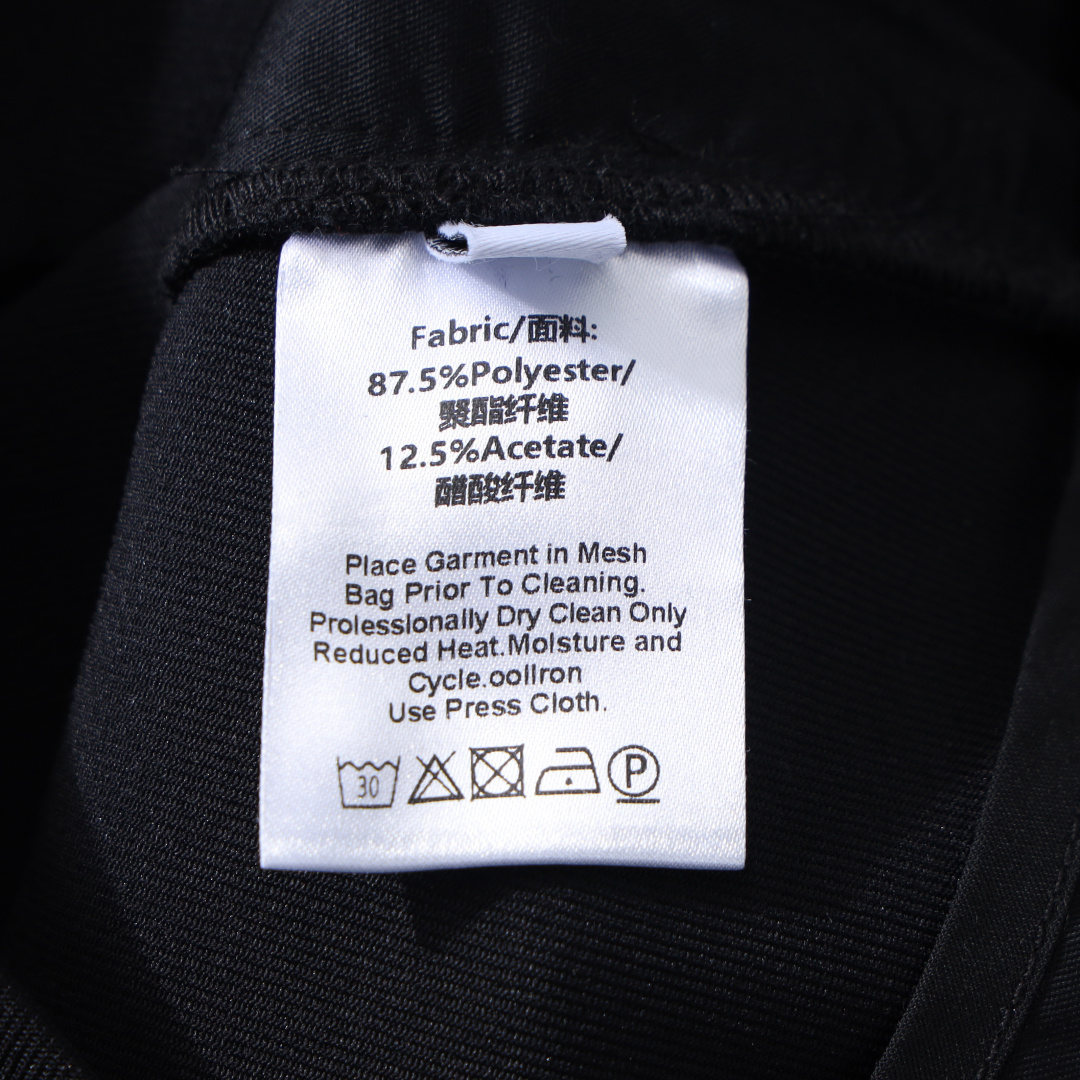 Fabric/面料:
87.5%Polyester/
聚酯纤维
12.5%Acetate/
醋酸纤维
Place Garment in Mesh
Bag Prior To Cleaning.
Prolessionally Dry Clean Only
Reduced Heat.Molsture and
Cycle.oolIron
Use Press Cloth.
30
P